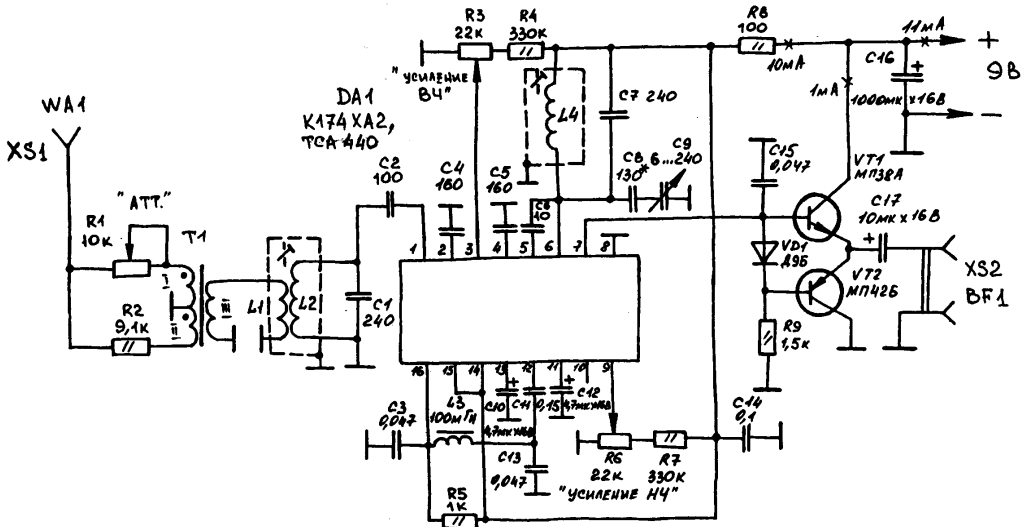 R3
22к
R4
330к
R8
100
11мА
+
10мА
C16
+
9В
1мА
1000мк х 16В
−
"УСИЛЕНИЕ
ВЧ"
L4
C7 240
WA1
XS1
DA1
К174ХА2,
ТСА 440
C2
100
C4
160
C5
160
C6
10
C8
130*
C9
6...240
C15
0,047
VT1
МП38А
C17
10мк х 16В
+
"АТТ."
R1
10к
T1
I
II
III
R2
9,1к
L1
L2
C1
240
1
2
3
4
5
6
7
8
VD1
Д9Б
VT2
МП42Б
XS2
BF1
R9
1,5к
16
15
14
13
12
11
10
9
+
+
C3
0,047
L3
100мГн
C10
4,7мкх16В
C11
0,15
C12
4,7мкх16В
C14
0,1
C13
0,047
R6
22к
R7
330к
"УСИЛЕНИЕ НЧ"
R5
1к